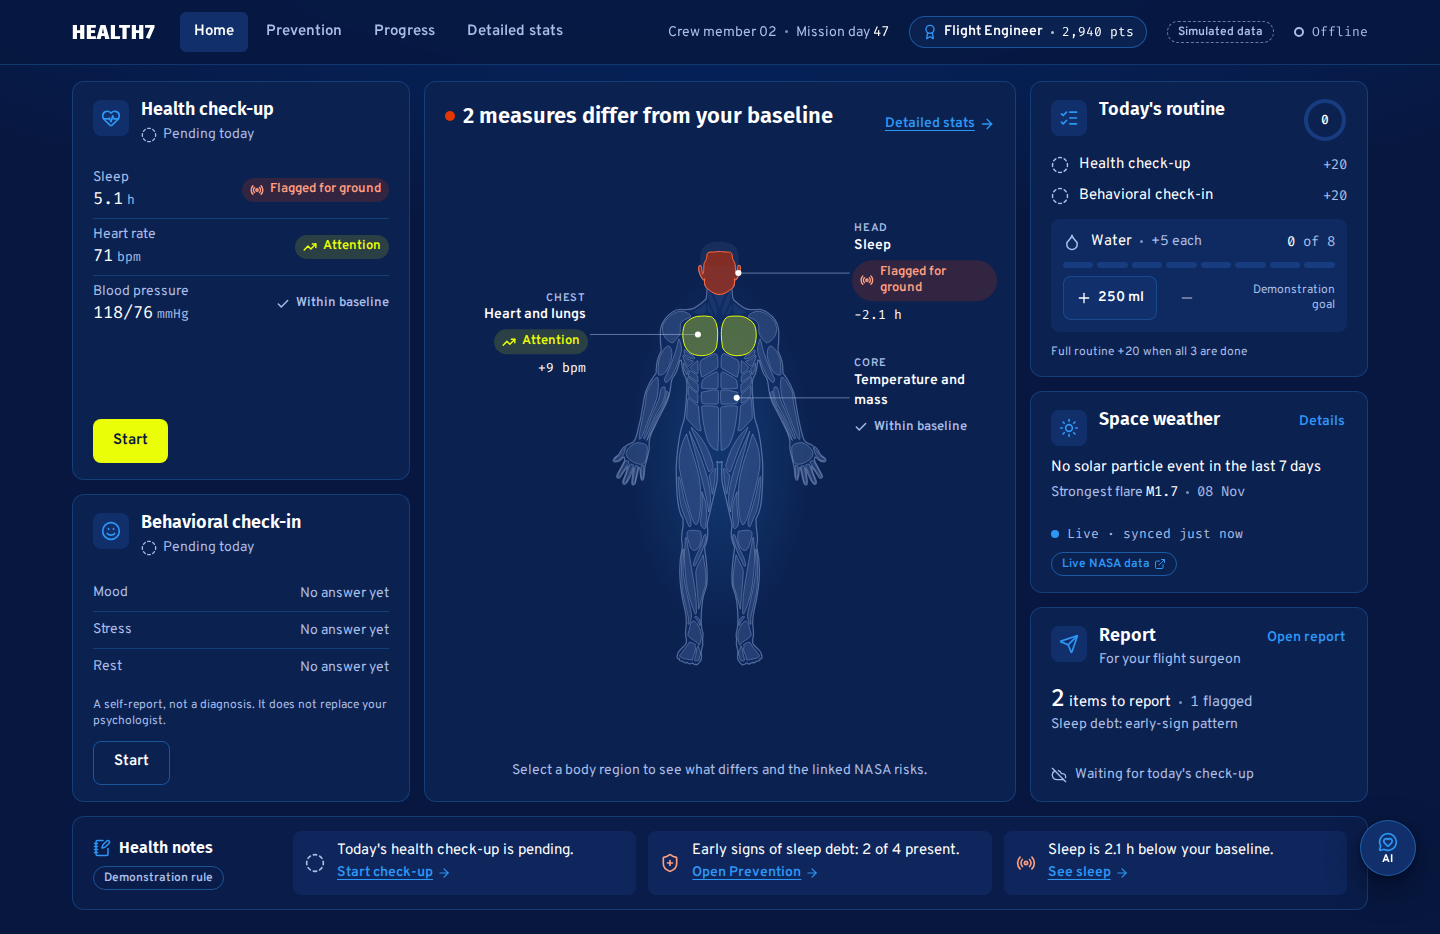 HEALTH7
Home
Prevention
Progress
Detailed stats
Crew member 02 • Mission day 47
Flight Engineer • 2,940 pts
Simulated data
Offline
Health check-up
Pending today
Sleep
5.1 h
Flagged for ground
Heart rate
71 bpm
Attention
Blood pressure
118/76 mmHg
Within baseline
Start
Behavioral check-in
Pending today
Mood
No answer yet
Stress
No answer yet
Rest
No answer yet
A self-report, not a diagnosis. It does not replace your
psychologist.
Start
2 measures differ from your baseline
Detailed stats
HEAD
Sleep
Flagged for
ground
-2.1 h
CHEST
Heart and lungs
Attention
+9 bpm
CORE
Temperature and
mass
Within baseline
Select a body region to see what differs and the linked NASA risks.
Today's routine
0
Health check-up
+20
Behavioral check-in
+20
Water • +5 each
0 of 8
+ 250 ml
Demonstration
goal
Full routine +20 when all 3 are done
Space weather
Details
No solar particle event in the last 7 days
Strongest flare M1.7 • 08 Nov
Live · synced just now
Live NASA data
Report
Open report
For your flight surgeon
2 items to report • 1 flagged
Sleep debt: early-sign pattern
Waiting for today's check-up
Health notes
Demonstration rule
Today's health check-up is pending.
Start check-up
Early signs of sleep debt: 2 of 4 present.
Open Prevention
Sleep is 2.1 h below your baseline.
See sleep
AI